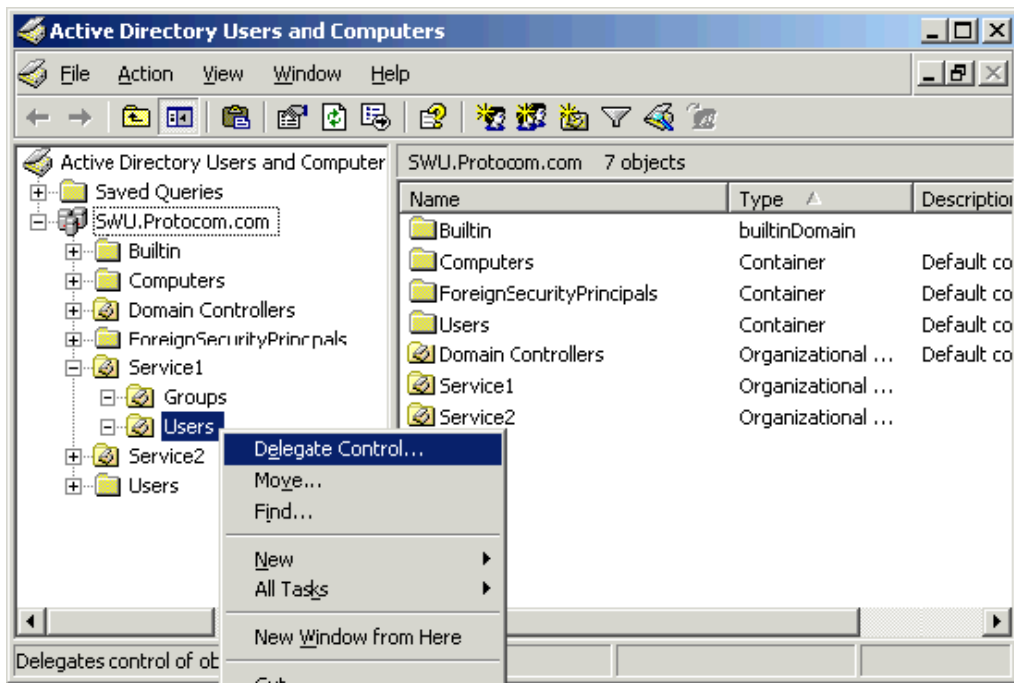 Active Directory Users and Computers
File Action View Window Help
Active Directory Users and Computer
SWU.Protocom.com 7 objects
Saved Queries
SWU.Protocom.com
Builtin
Computers
Domain Controllers
ForeignSecurityPrincpals
Service1
Groups
Users
Service2
Users
Name Type Description
Builtin builtinDomain
Computers Container Default co
ForeignSecurityPrincipals Container Default co
Users Container Default co
Domain Controllers Organizational ... Default co
Service1 Organizational ...
Service2 Organizational ...
Delegate Control...
Move...
Find...
New
All Tasks
New Window from Here
Cut
Delegates control of ob